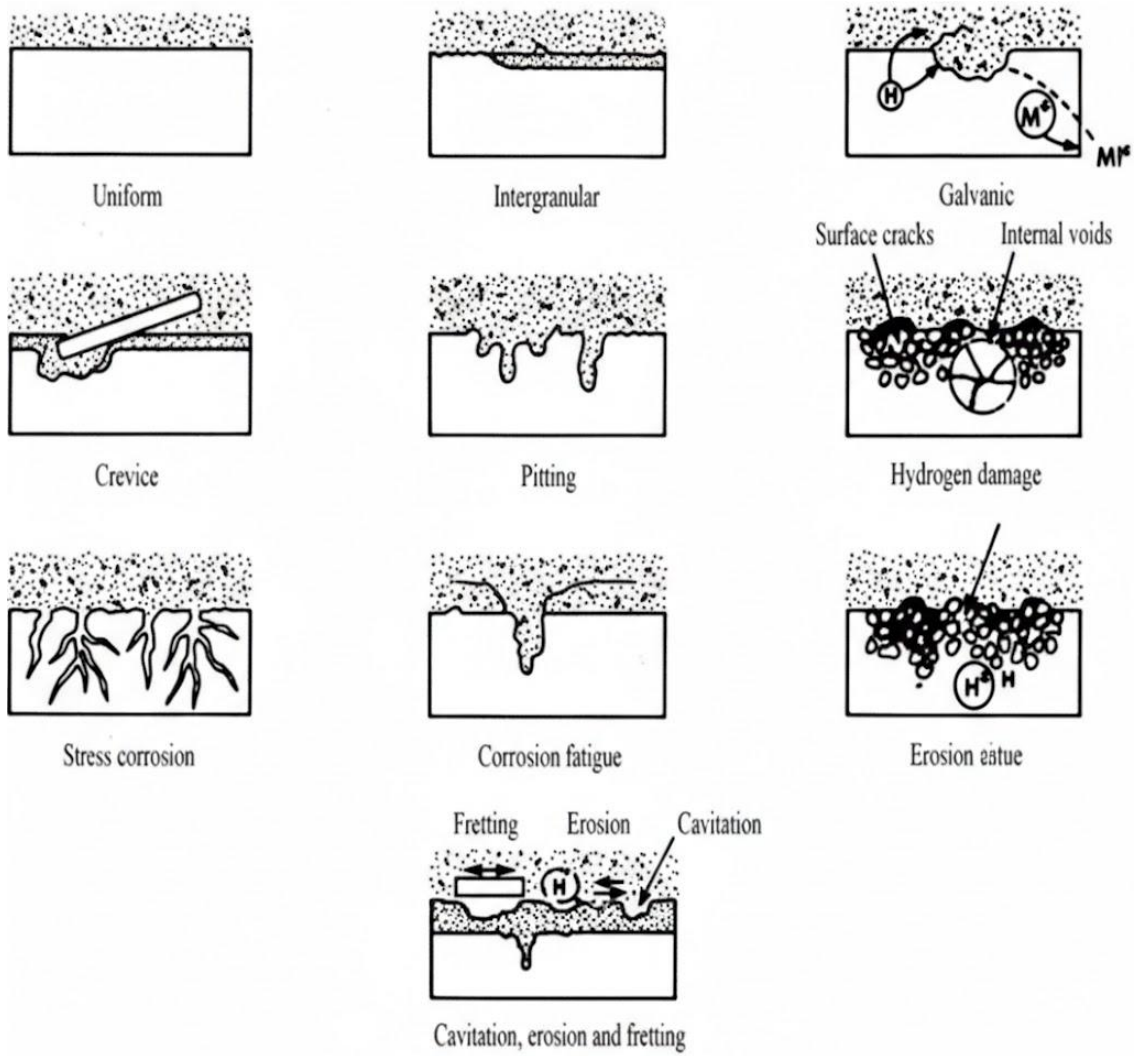 Uniform
Intergranular
H
M
Galvanic
Surface cracks Internal voids
Crevice
Pitting
Hydrogen damage
H H
Stress corrosion
Corrosion fatigue
Erosion
Fretting Erosion Cavitation
H
Cavitation, erosion and fretting